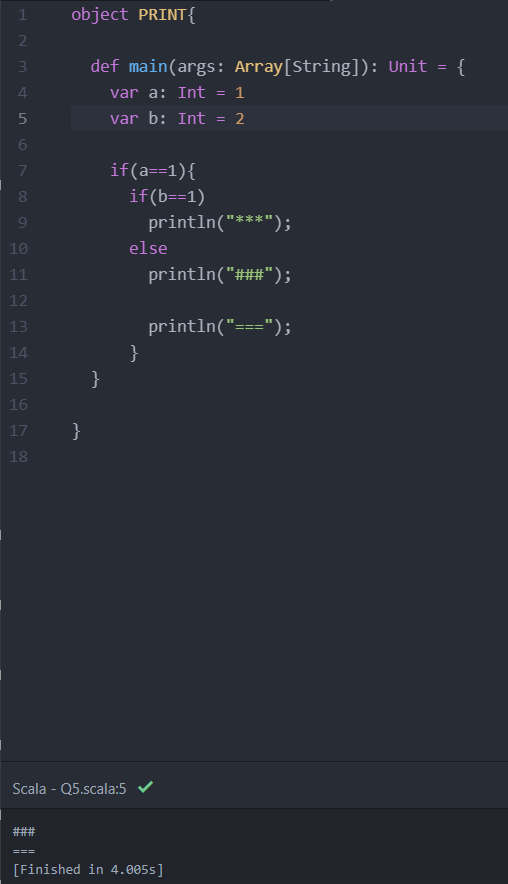 1 object PRINT{
2
3 def main(args: Array[String]): Unit = {
4 var a: Int = 1
5 var b: Int = 2
6
7 if(a==1){
8 if(b==1)
9 println("***");
10 else
11 println("###");
12
13 println("===");
14 }
15 }
16
17 }
18
Scala - Q5.scala:5 ✓
###
===
[Finished in 4.005s]